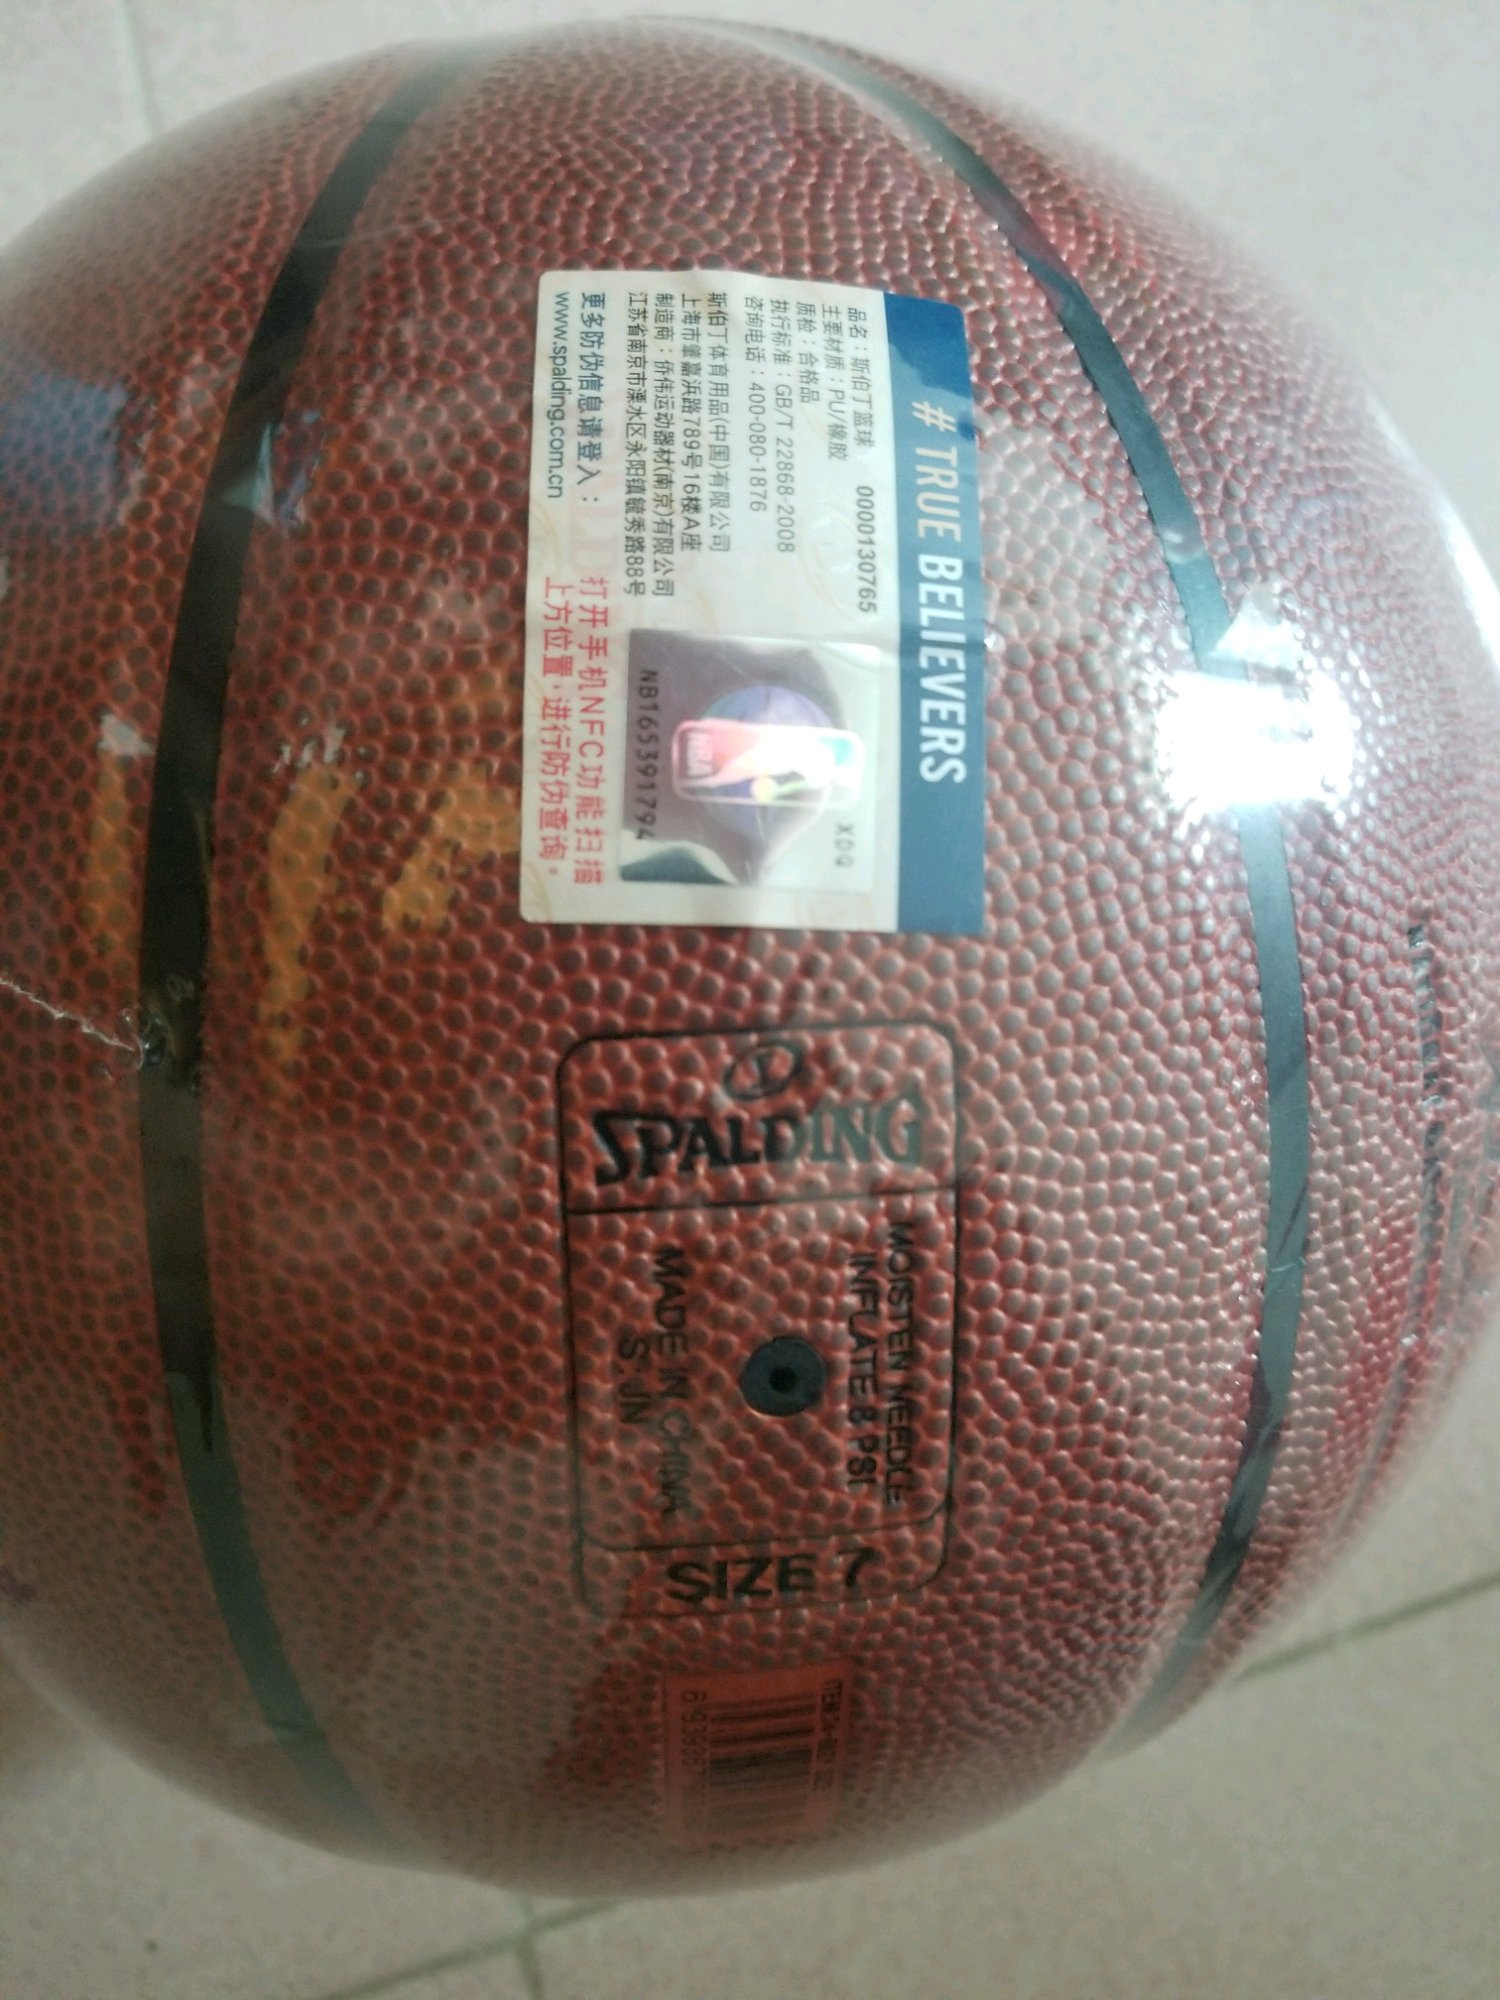 # TRUE BELIEVERS
品名：斯伯丁篮球 0000130765
主要材质：PU/橡胶
质检：合格品
执行标准：GB/T 22868-2008
咨询电话：400-080-1876
斯伯丁体育用品(中国)有限公司
上海市肇嘉浜路789号16楼A座
制造商：侨伟运动器材(南京)有限公司
江苏省南京市溧水区永阳镇毓秀路88号
更多防伪信息请登入：
www.spalding.com.cn
XDQ
NBA
NB165391794
打开手机NFC功能扫描
上方位置，进行防伪查询。
SPALDING
MOISTEN NEEDLE
INFLATE 8 PSI
MADE IN CHINA
S. JN
SIZE 7